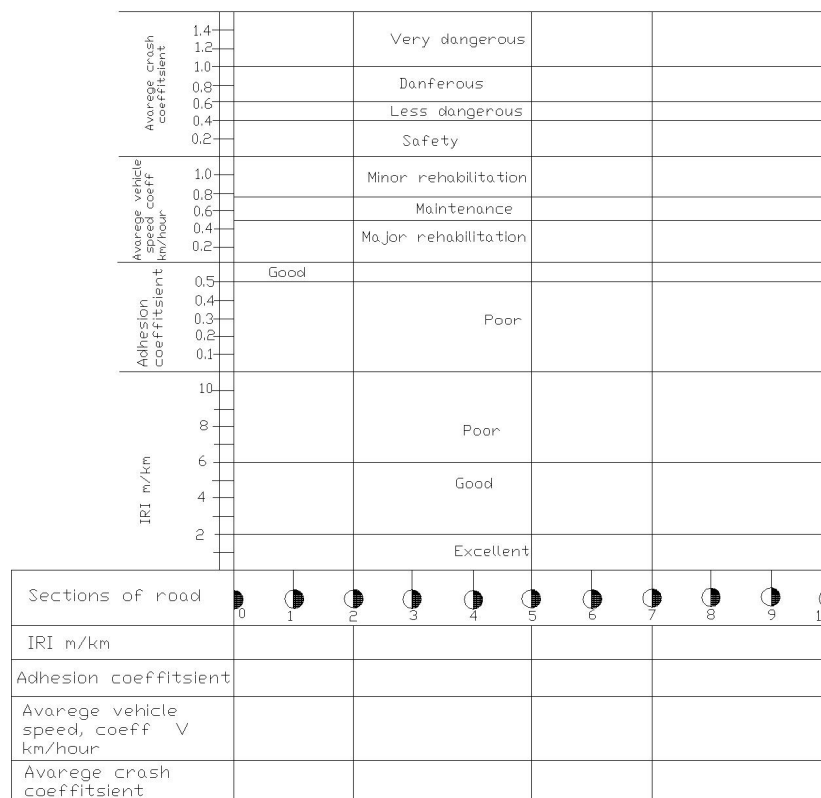 Avarege crash
coeffitsient
1.4
1.2
1.0
0.8
0.6
0.4
0.2
Very dangerous
Danferous
Less dangerous
Safety
Avarege vehicle
speed coeff
km/hour
1.0
0.8
0.6
0.4
0.2
Minor rehabilitation
Maintenance
Major rehabilitation
Adhesion
coeffitsient
0.5
0.4
0.3
0.2
0.1
Good
Poor
IRI m/km
10
8
6
4
2
Poor
Good
Excellent
Sections of road
0 1 2 3 4 5 6 7 8 9 1
IRI m/km
Adhesion coeffitsient
Avarege vehicle
speed, coeff V
km/hour
Avarege crash
coeffitsient